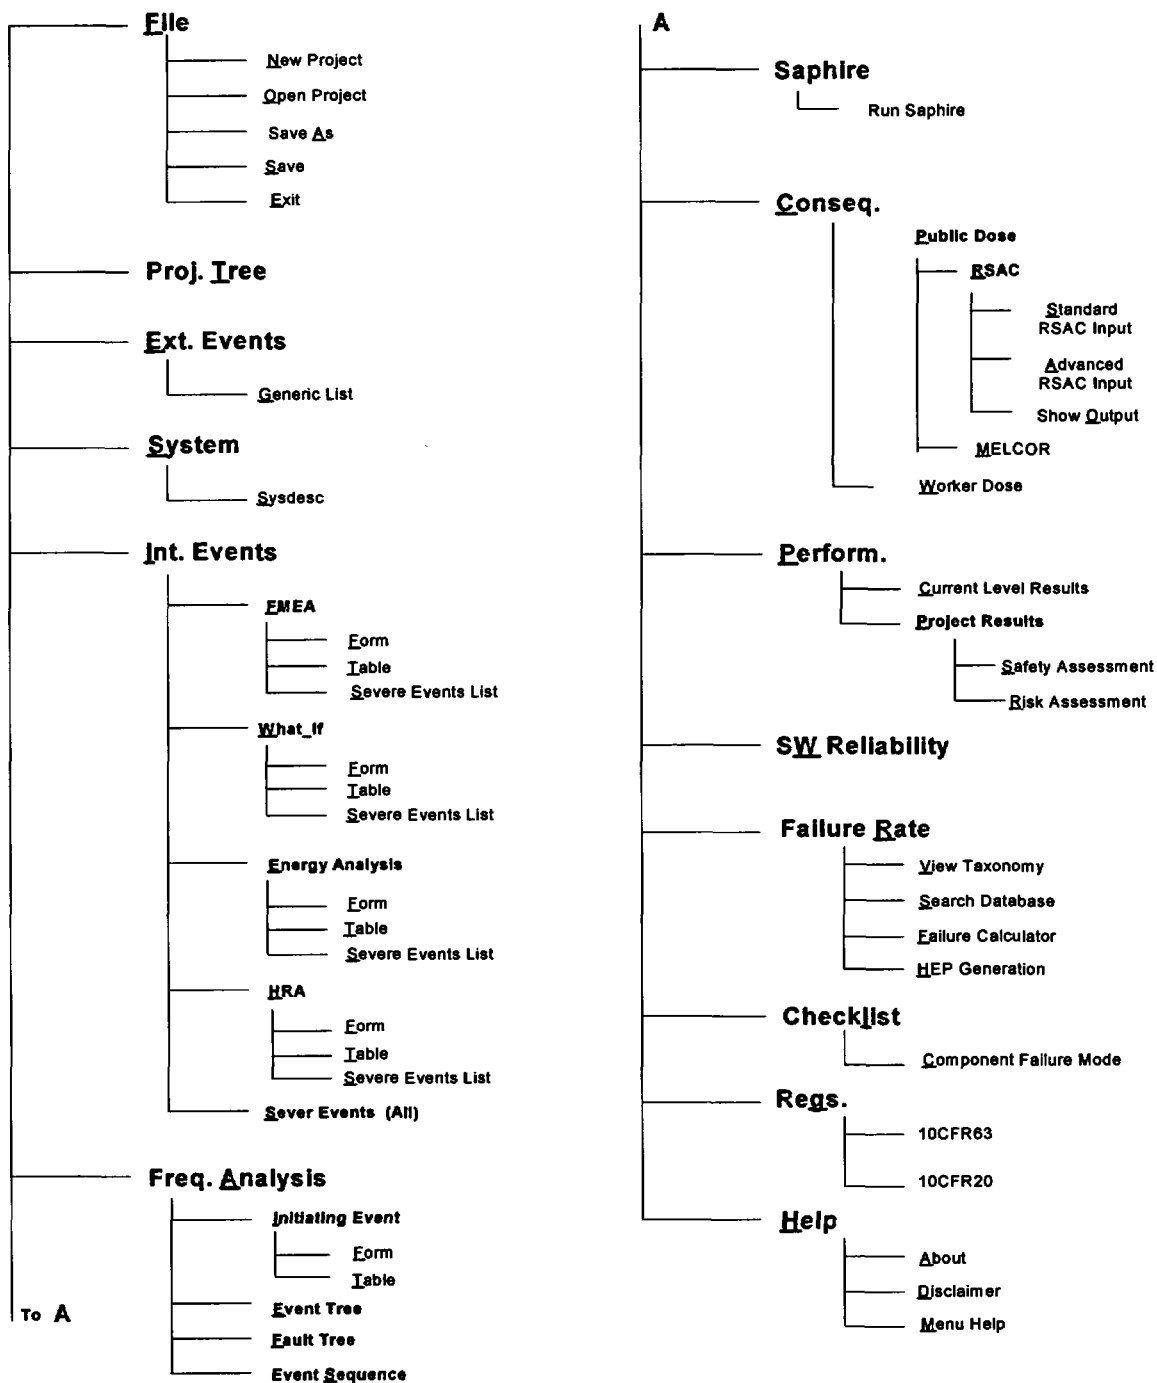 File
New Project
Open Project
Save As
Save
Exit
Proj. Tree
Ext. Events
Generic List
System
Sysdesc
Int. Events
FMEA
Form
Table
Severe Events List
What_If
Form
Table
Severe Events List
Energy Analysis
Form
Table
Severe Events List
HRA
Form
Table
Severe Events List
Sever Events (All)
Freq. Analysis
Initiating Event
Form
Table
Event Tree
Fault Tree
Event Sequence
To A
A
Saphire
Run Saphire
Conseq.
Public Dose
RSAC
Standard
RSAC Input
Advanced
RSAC Input
Show Output
MELCOR
Worker Dose
Perform.
Current Level Results
Project Results
Safety Assessment
Risk Assessment
SW Reliability
Failure Rate
View Taxonomy
Search Database
Failure Calculator
HEP Generation
Checklist
Component Failure Mode
Regs.
10CFR63
10CFR20
Help
About
Disclaimer
Menu Help